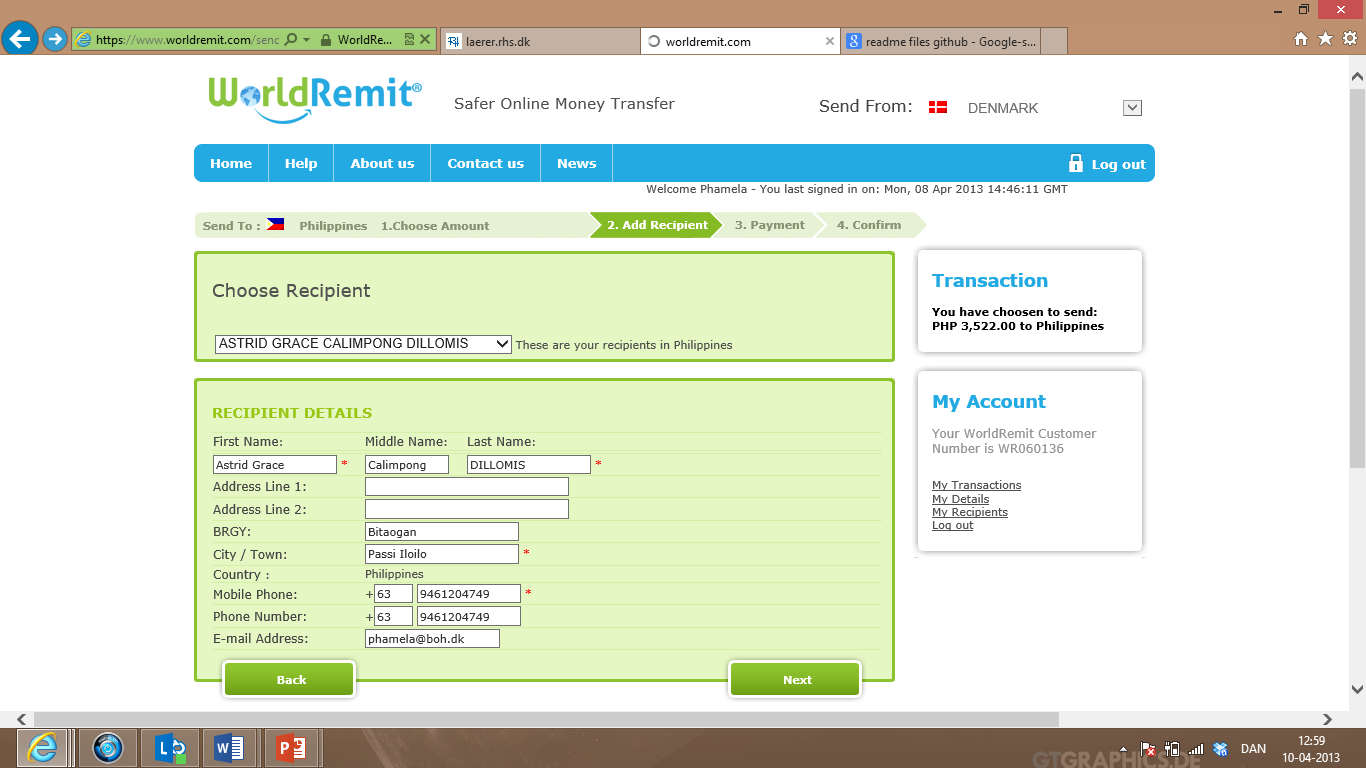 https://www.worldremit.com/send
WorldRe...
laerer.rhs.dk
worldremit.com
readme files github - Google-s...
WorldRemit®
Safer Online Money Transfer
Send From:
DENMARK
Home
Help
About us
Contact us
News
Log out
Welcome Phamela - You last signed in on: Mon, 08 Apr 2013 14:46:11 GMT
Send To :
Philippines
1.Choose Amount
2. Add Recipient
3. Payment
4. Confirm
Choose Recipient
ASTRID GRACE CALIMPONG DILLOMIS
These are your recipients in Philippines
RECIPIENT DETAILS
First Name: Middle Name: Last Name:
Astrid Grace * Calimpong DILLOMIS *
Address Line 1:
Address Line 2:
BRGY: Bitaogan
City / Town: Passi Iloilo *
Country : Philippines
Mobile Phone: +63 9461204749 *
Phone Number: +63 9461204749
E-mail Address: phamela@boh.dk
Back
Next
Transaction
You have choosen to send:
PHP 3,522.00 to Philippines
My Account
Your WorldRemit Customer
Number is WR060136
My Transactions
My Details
My Recipients
Log out
GTGRAPHICS.DE
DAN
12:59
10-04-2013